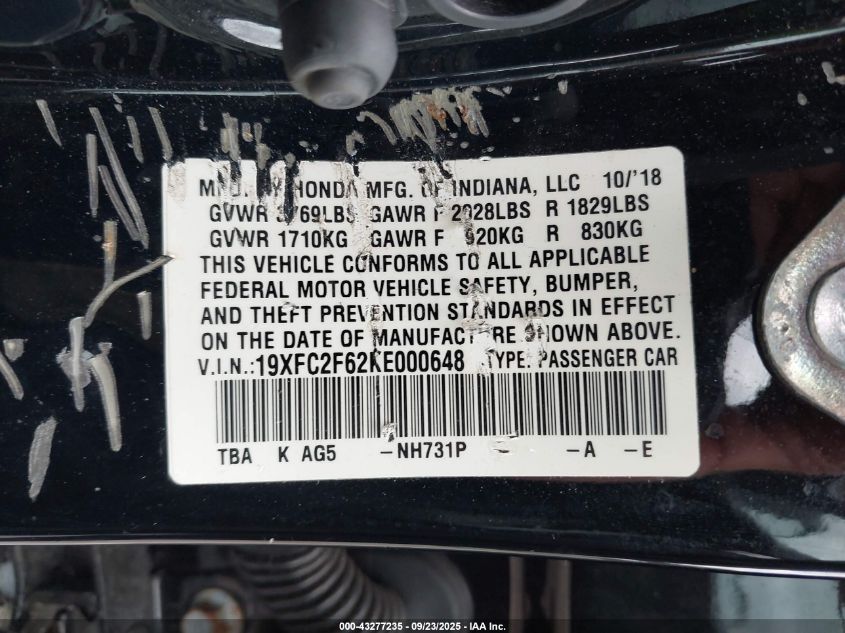 MFD. BY HONDA MFG. OF INDIANA, LLC 10/'18
GVWR 3769LBS GAWR F 2028LBS R 1829LBS
GVWR 1710KG GAWR F 920KG R 830KG
THIS VEHICLE CONFORMS TO ALL APPLICABLE
FEDERAL MOTOR VEHICLE SAFETY, BUMPER,
AND THEFT PREVENTION STANDARDS IN EFFECT
ON THE DATE OF MANUFACTURE SHOWN ABOVE.
V.I.N.:19XFC2F62KE000648 TYPE: PASSENGER CAR
TBA K AG5 -NH731P -A -E
000-43277235 - 09/23/2025 - IAA Inc.